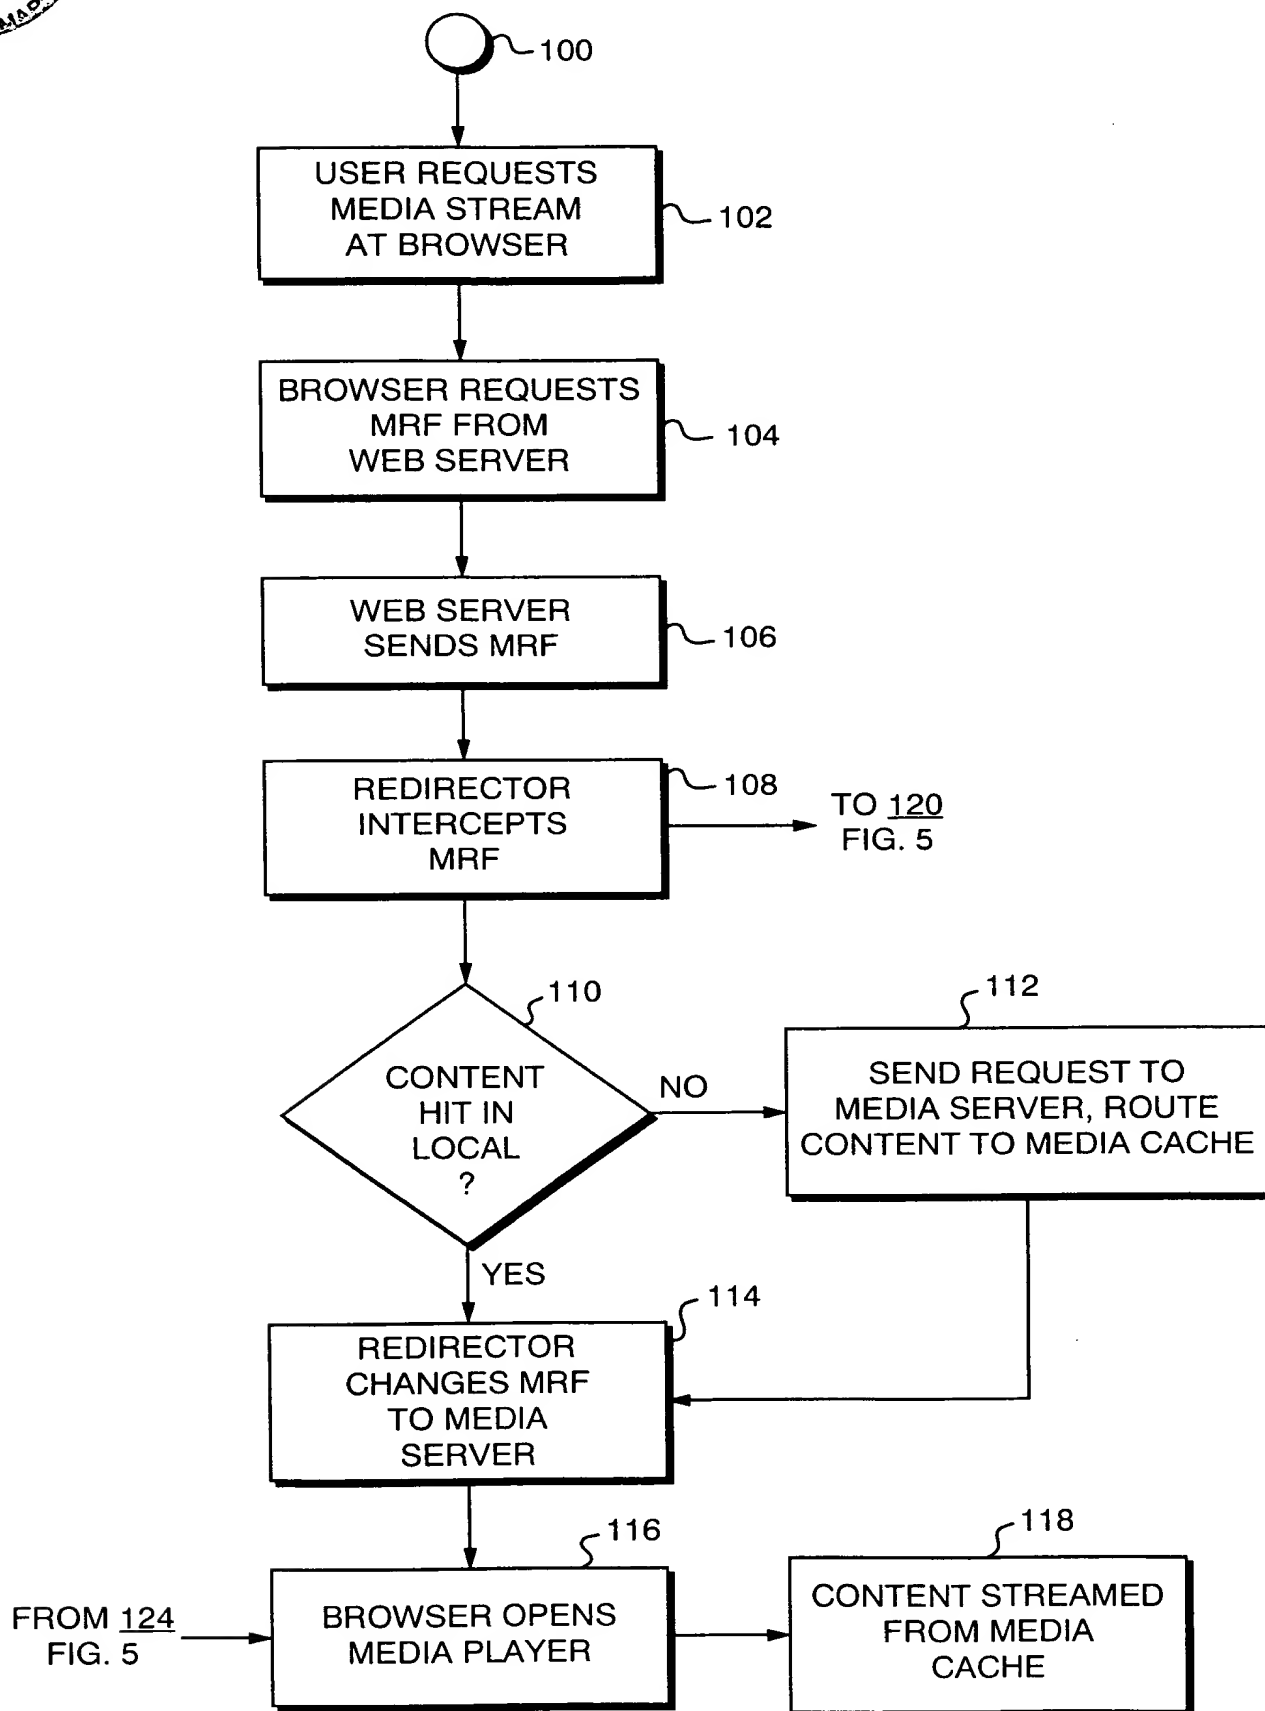 100
USER REQUESTS
MEDIA STREAM
AT BROWSER
102
BROWSER REQUESTS
MRF FROM
WEB SERVER
104
WEB SERVER
SENDS MRF
106
REDIRECTOR
INTERCEPTS
MRF
108
TO 120
FIG. 5
110
CONTENT
HIT IN
LOCAL
?
NO
112
SEND REQUEST TO
MEDIA SERVER, ROUTE
CONTENT TO MEDIA CACHE
YES
114
REDIRECTOR
CHANGES MRF
TO MEDIA
SERVER
116
FROM 124
FIG. 5
BROWSER OPENS
MEDIA PLAYER
118
CONTENT STREAMED
FROM MEDIA
CACHE